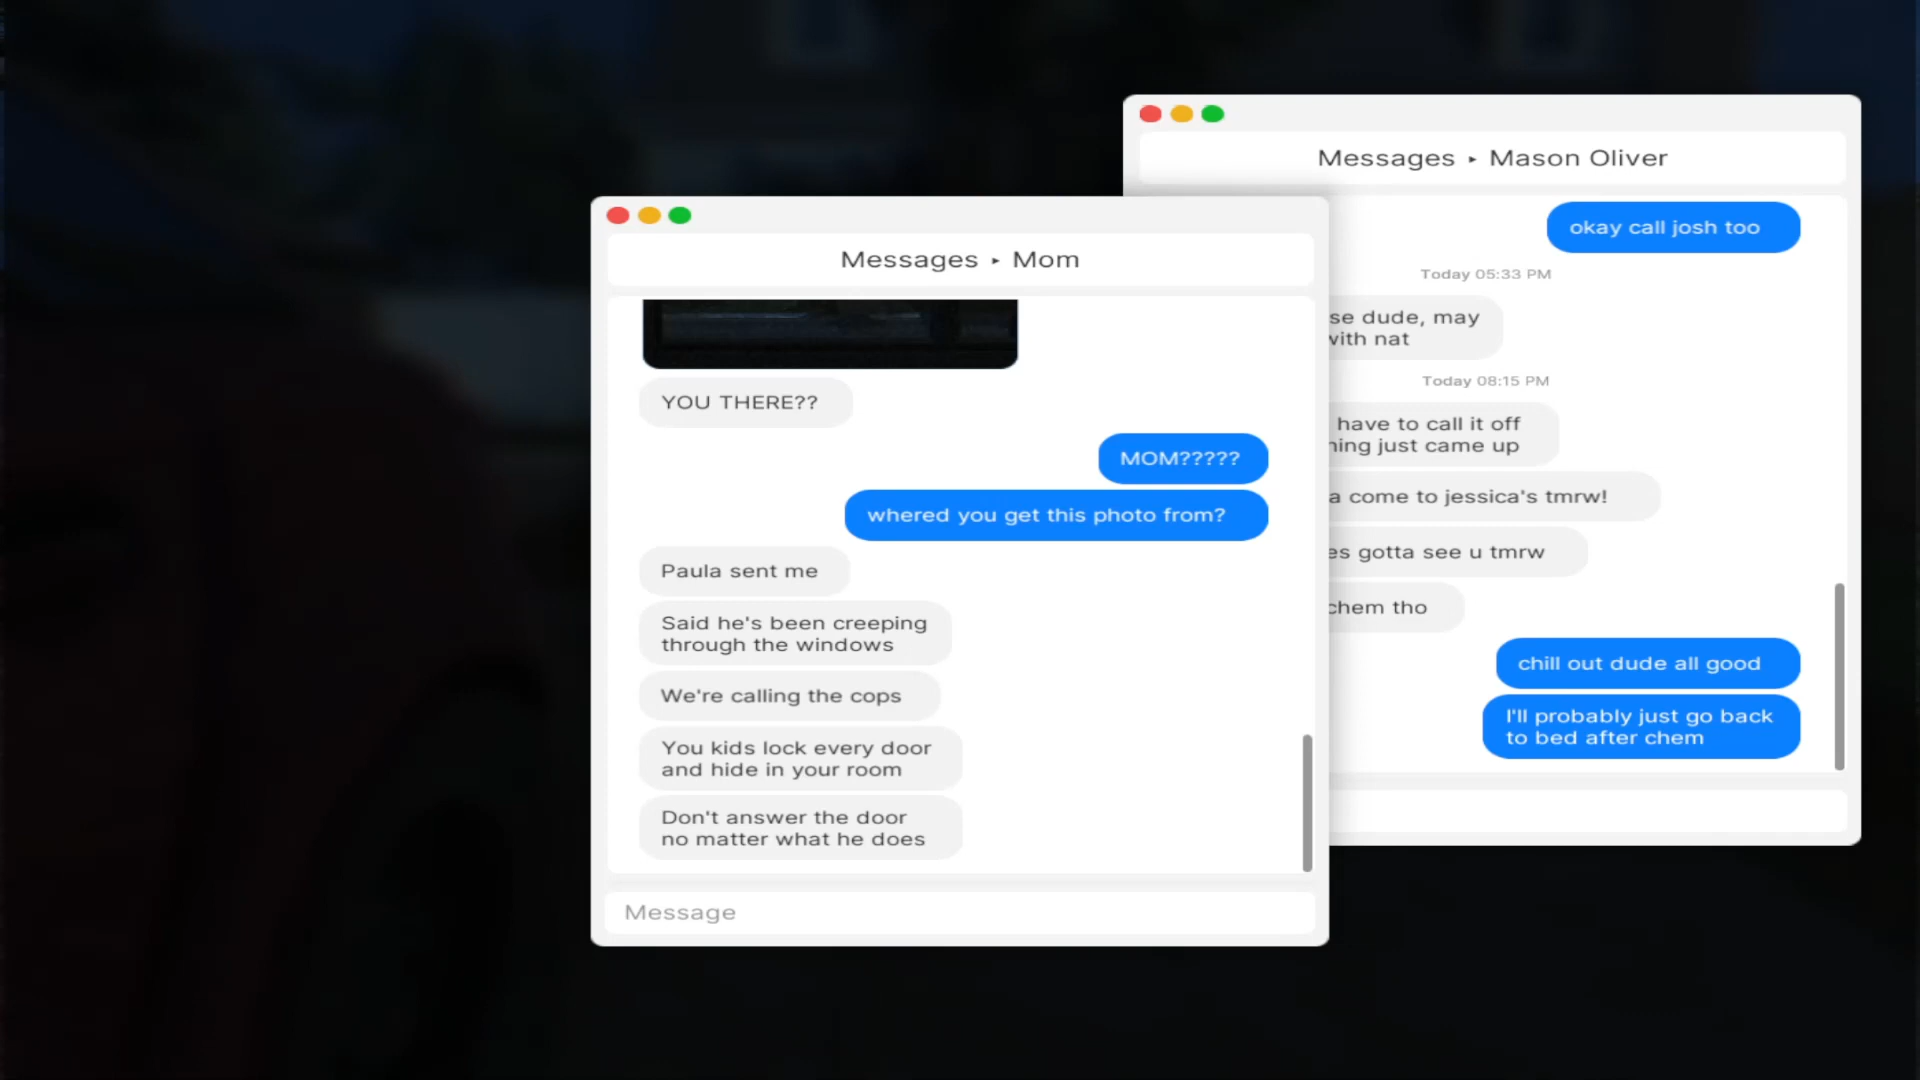 Messages ▸ Mason Oliver
okay call josh too
Today 05:33 PM
se dude, may
with nat
Today 08:15 PM
have to call it off
just came up
a come to jessica's tmrw!
gotta see u tmrw
chem tho
chill out dude all good
I'll probably just go back
to bed after chem
Messages ▸ Mom
YOU THERE??
MOM?????
whered you get this photo from?
Paula sent me
Said he's been creeping
through the windows
We're calling the cops
You kids lock every door
and hide in your room
Don't answer the door
no matter what he does
Message